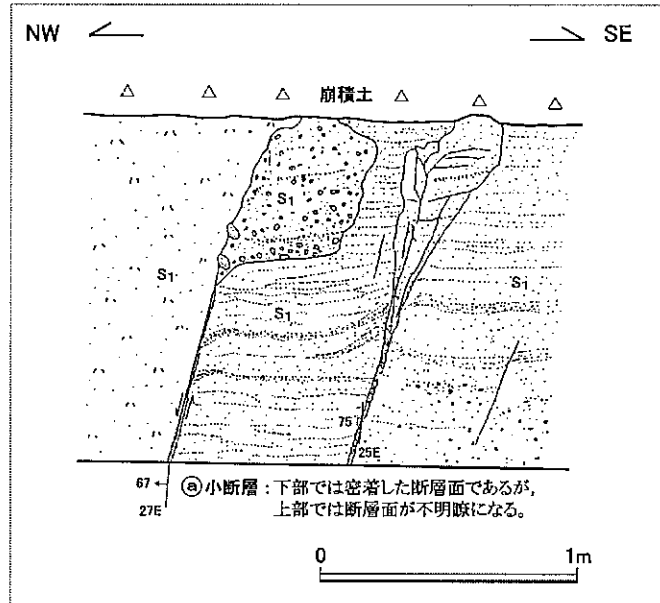 NW SE
崩積土
S1
S1 S1
S1
75
25E
67
27E
ⓐ小断層：下部では密着した断層面であるが，
上部では断層面が不明瞭になる。
0 1m